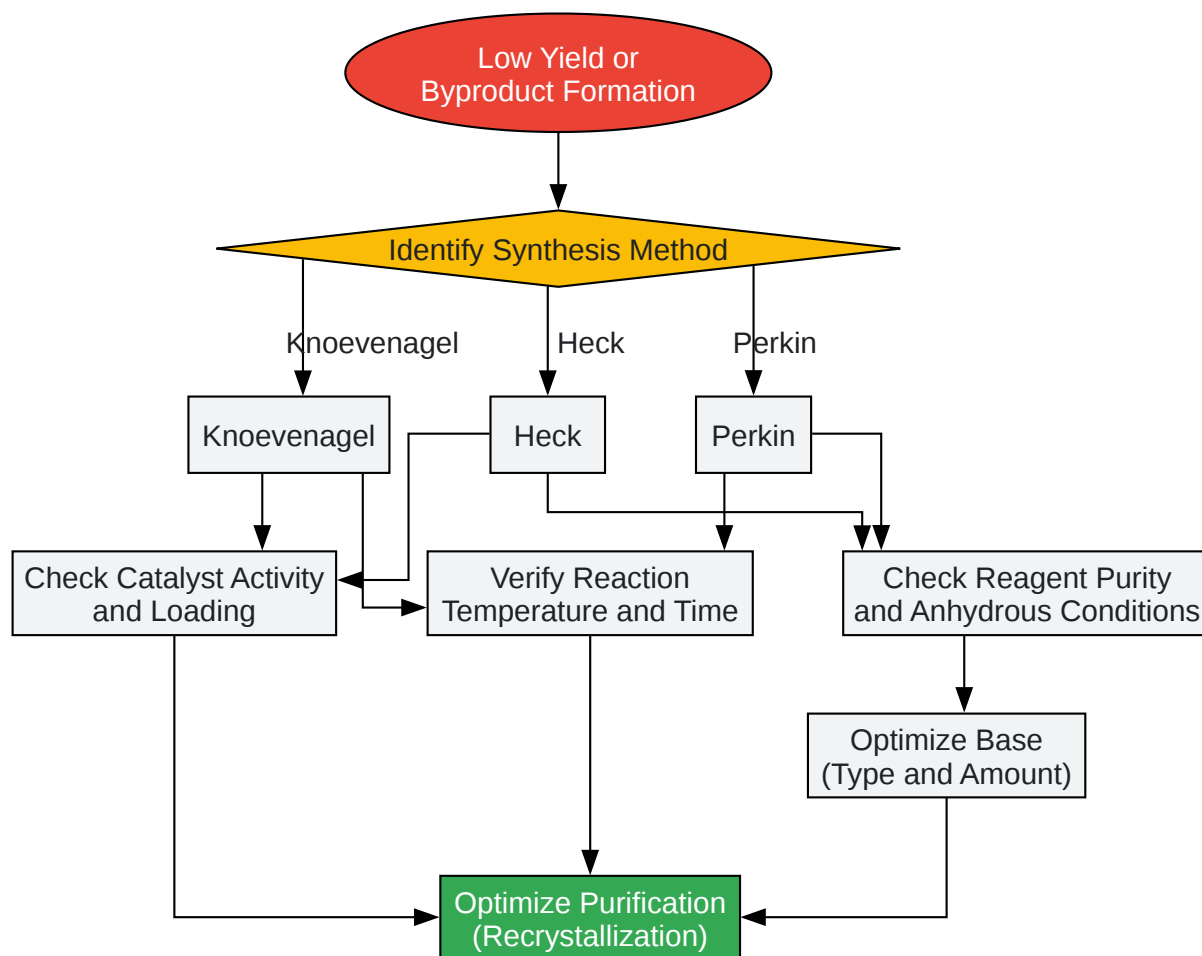 Low Yield or
Byproduct Formation
Identify Synthesis Method
Knoevenagel
Heck
Perkin
Knoevenagel
Heck
Perkin
Check Catalyst Activity
and Loading
Verify Reaction
Temperature and Time
Check Reagent Purity
and Anhydrous Conditions
Optimize Base
(Type and Amount)
Optimize Purification
(Recrystallization)